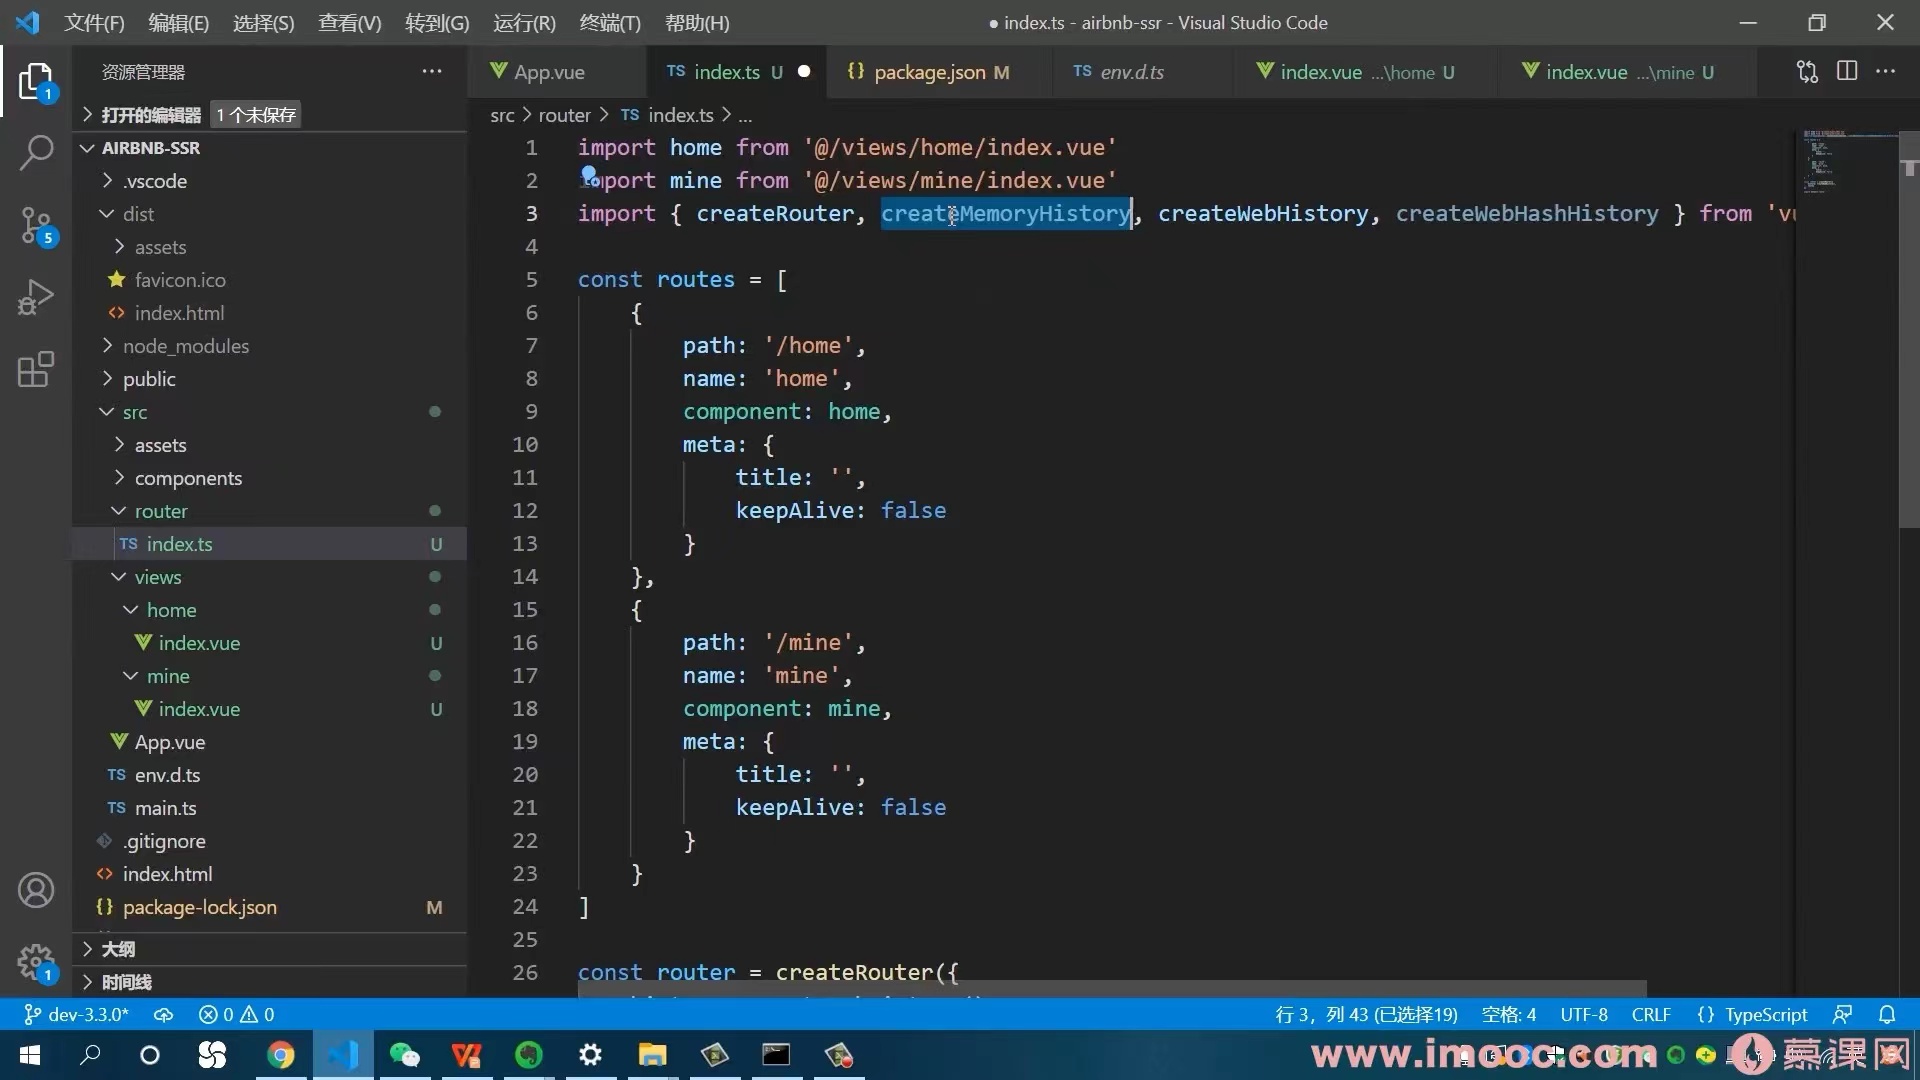 文件(F) 编辑(E) 选择(S) 查看(V) 转到(G) 运行(R) 终端(T) 帮助(H) ● index.ts - airbnb-ssr - Visual Studio Code
资源管理器 ···
打开的编辑器 1 个未保存
AIRBNB-SSR
.vscode
dist
assets
favicon.ico
index.html
node_modules
public
src
assets
components
router
TS index.ts U
views
home
index.vue U
mine
index.vue U
App.vue
TS env.d.ts
TS main.ts
.gitignore
index.html
{} package-lock.json M
大纲
时间线
1
5
1
App.vue TS index.ts U ● {} package.json M TS env.d.ts index.vue ...\home U index.vue ...\mine U ···
src > router > TS index.ts > ...
1 import home from '@/views/home/index.vue'
2 import mine from '@/views/mine/index.vue'
3 import { createRouter, createMemoryHistory, createWebHistory, createWebHashHistory } from 'vu
4
5 const routes = [
6 {
7 path: '/home',
8 name: 'home',
9 component: home,
10 meta: {
11 title: '',
12 keepAlive: false
13 }
14 },
15 {
16 path: '/mine',
17 name: 'mine',
18 component: mine,
19 meta: {
20 title: '',
21 keepAlive: false
22 }
23 }
24 ]
25
26 const router = createRouter({
dev-3.3.0* 0 0 行 3，列 43 (已选择19) 空格: 4 UTF-8 CRLF {} TypeScript
www.imooc.com 慕课网